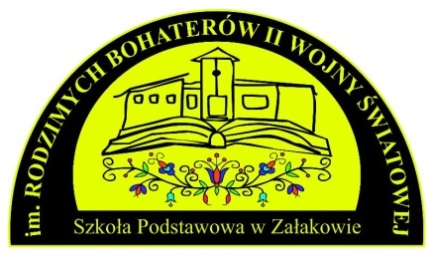 im. RODZIMYCH BOHATERÓW II WOJNY ŚWIATOWEJ
Szkoła Podstawowa w Załakowie